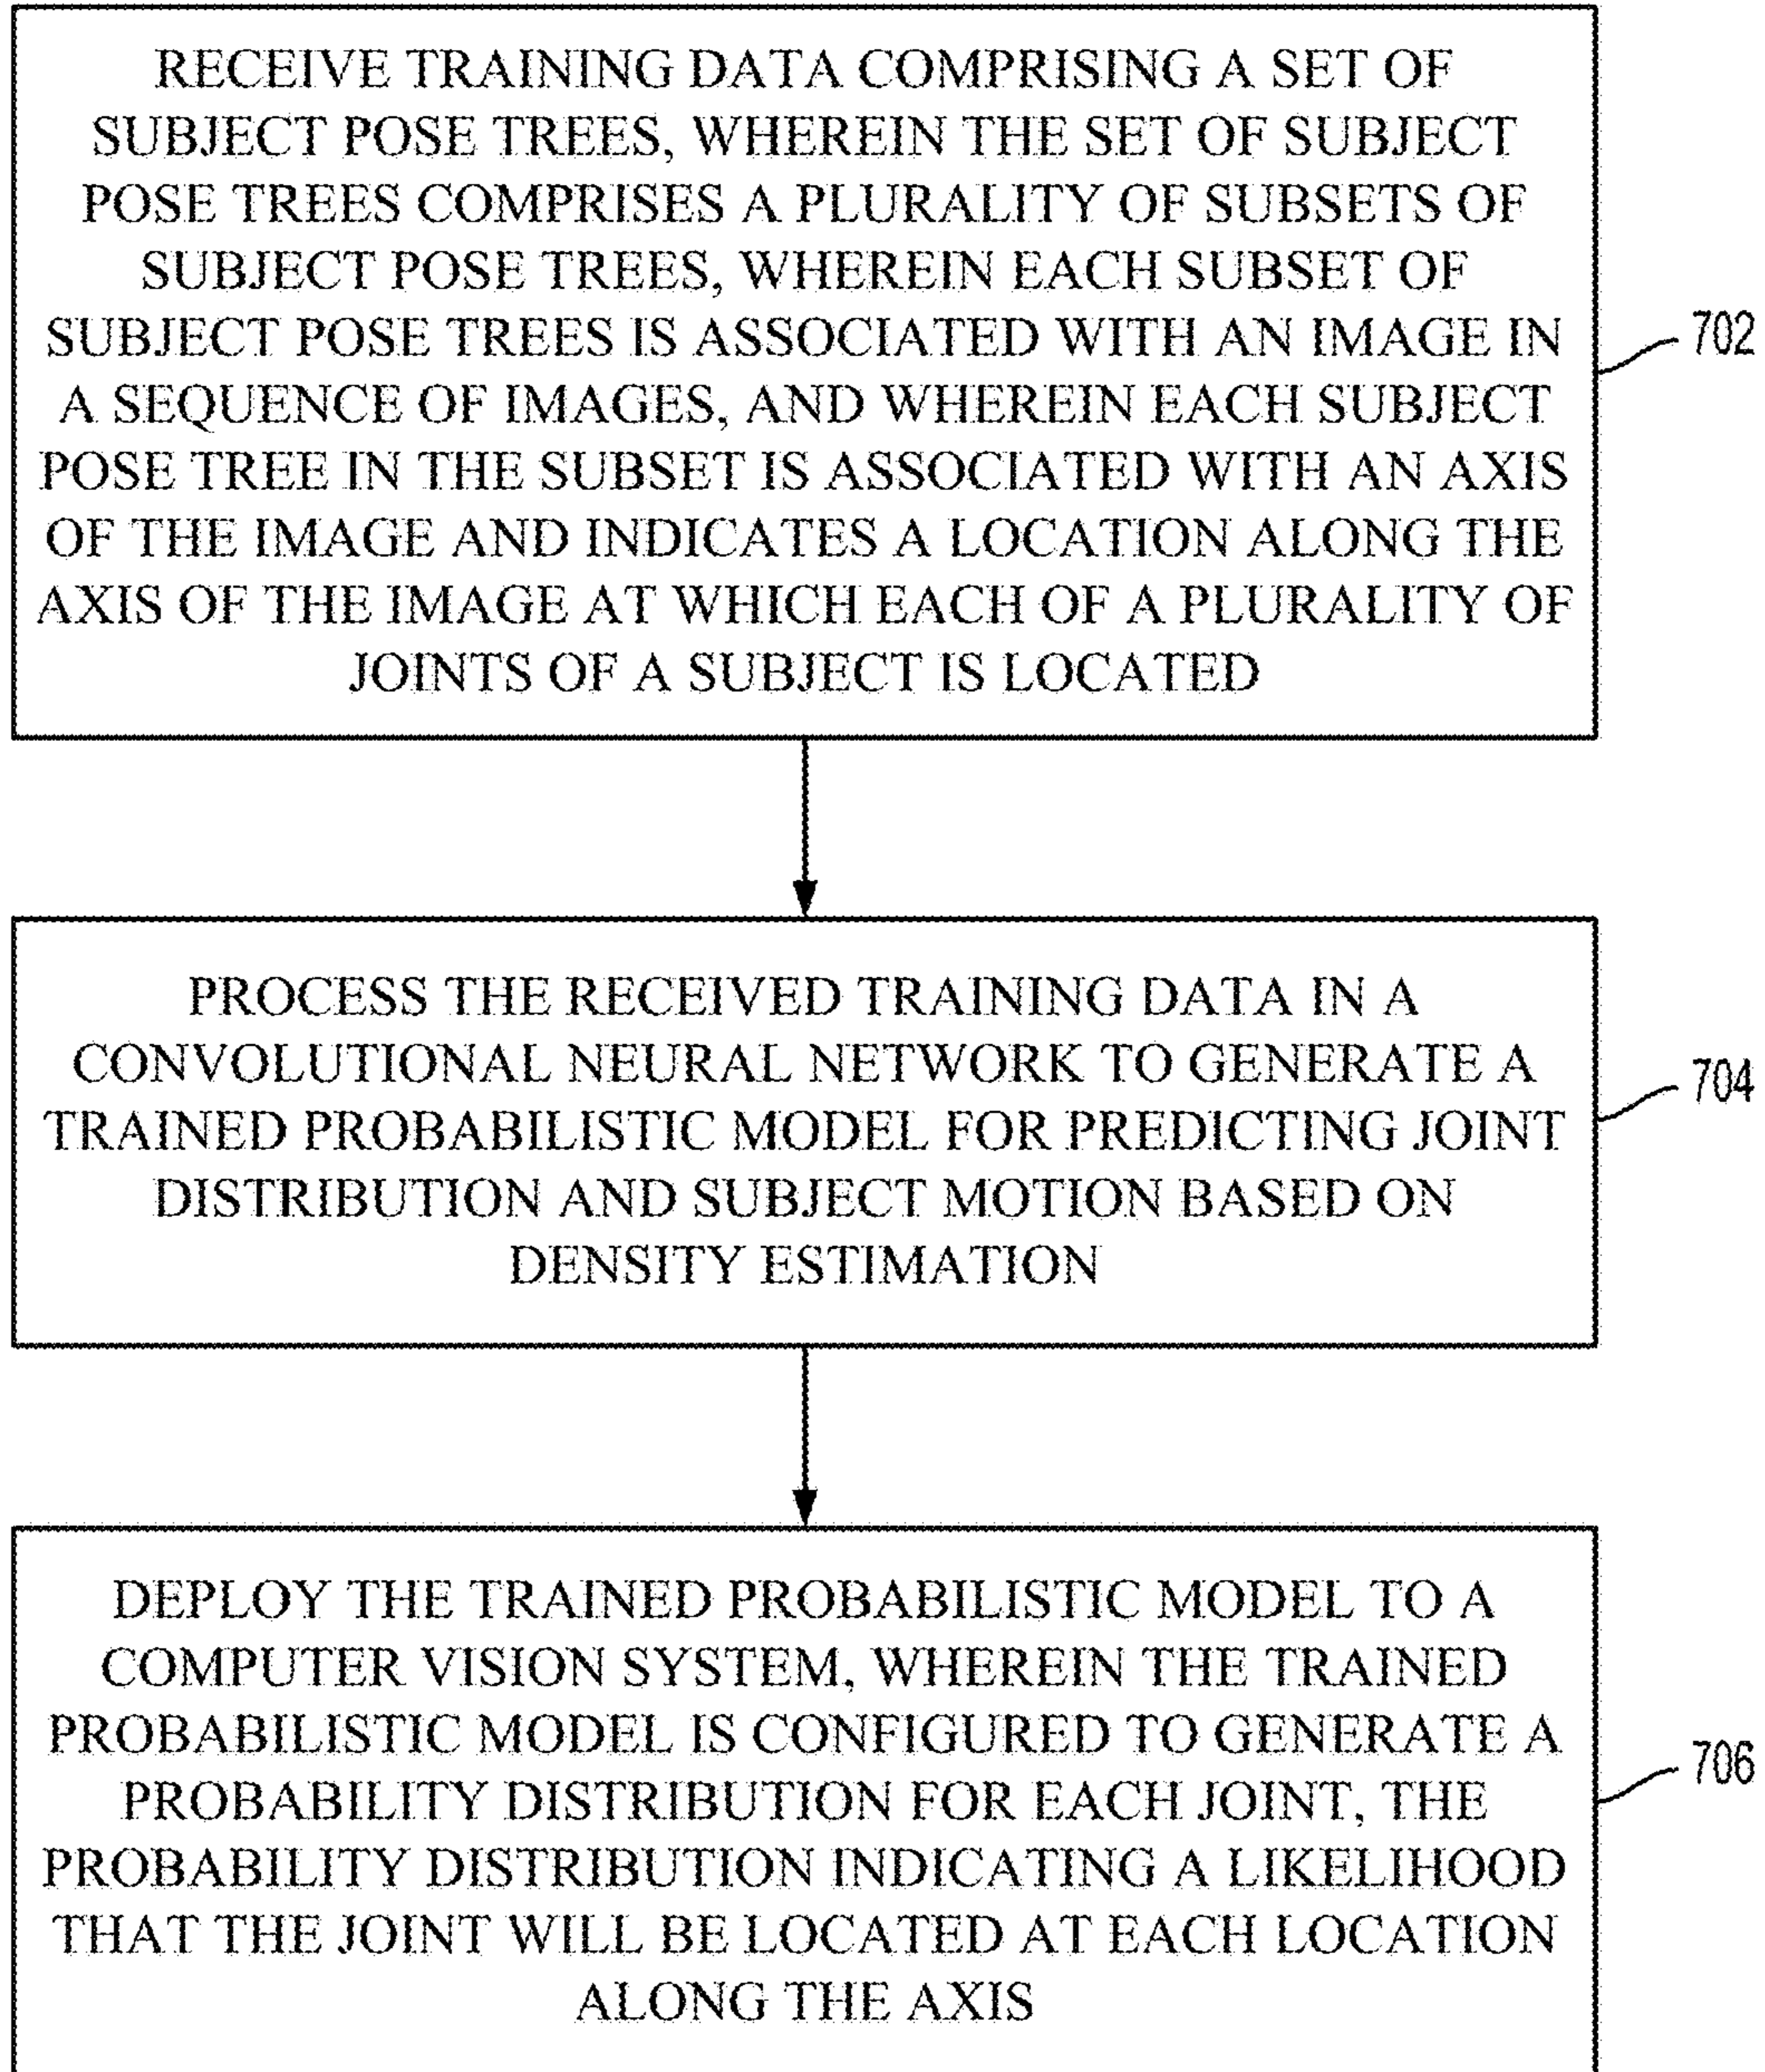 RECEIVE TRAINING DATA COMPRISING A SET OF
SUBJECT POSE TREES, WHEREIN THE SET OF SUBJECT
POSE TREES COMPRISES A PLURALITY OF SUBSETS OF
SUBJECT POSE TREES, WHEREIN EACH SUBSET OF
SUBJECT POSE TREES IS ASSOCIATED WITH AN IMAGE IN
A SEQUENCE OF IMAGES, AND WHEREIN EACH SUBJECT
POSE TREE IN THE SUBSET IS ASSOCIATED WITH AN AXIS
OF THE IMAGE AND INDICATES A LOCATION ALONG THE
AXIS OF THE IMAGE AT WHICH EACH OF A PLURALITY OF
JOINTS OF A SUBJECT IS LOCATED
702
PROCESS THE RECEIVED TRAINING DATA IN A
CONVOLUTIONAL NEURAL NETWORK TO GENERATE A
TRAINED PROBABILISTIC MODEL FOR PREDICTING JOINT
DISTRIBUTION AND SUBJECT MOTION BASED ON
DENSITY ESTIMATION
704
DEPLOY THE TRAINED PROBABILISTIC MODEL TO A
COMPUTER VISION SYSTEM, WHEREIN THE TRAINED
PROBABILISTIC MODEL IS CONFIGURED TO GENERATE A
PROBABILITY DISTRIBUTION FOR EACH JOINT, THE
PROBABILITY DISTRIBUTION INDICATING A LIKELIHOOD
THAT THE JOINT WILL BE LOCATED AT EACH LOCATION
ALONG THE AXIS
706